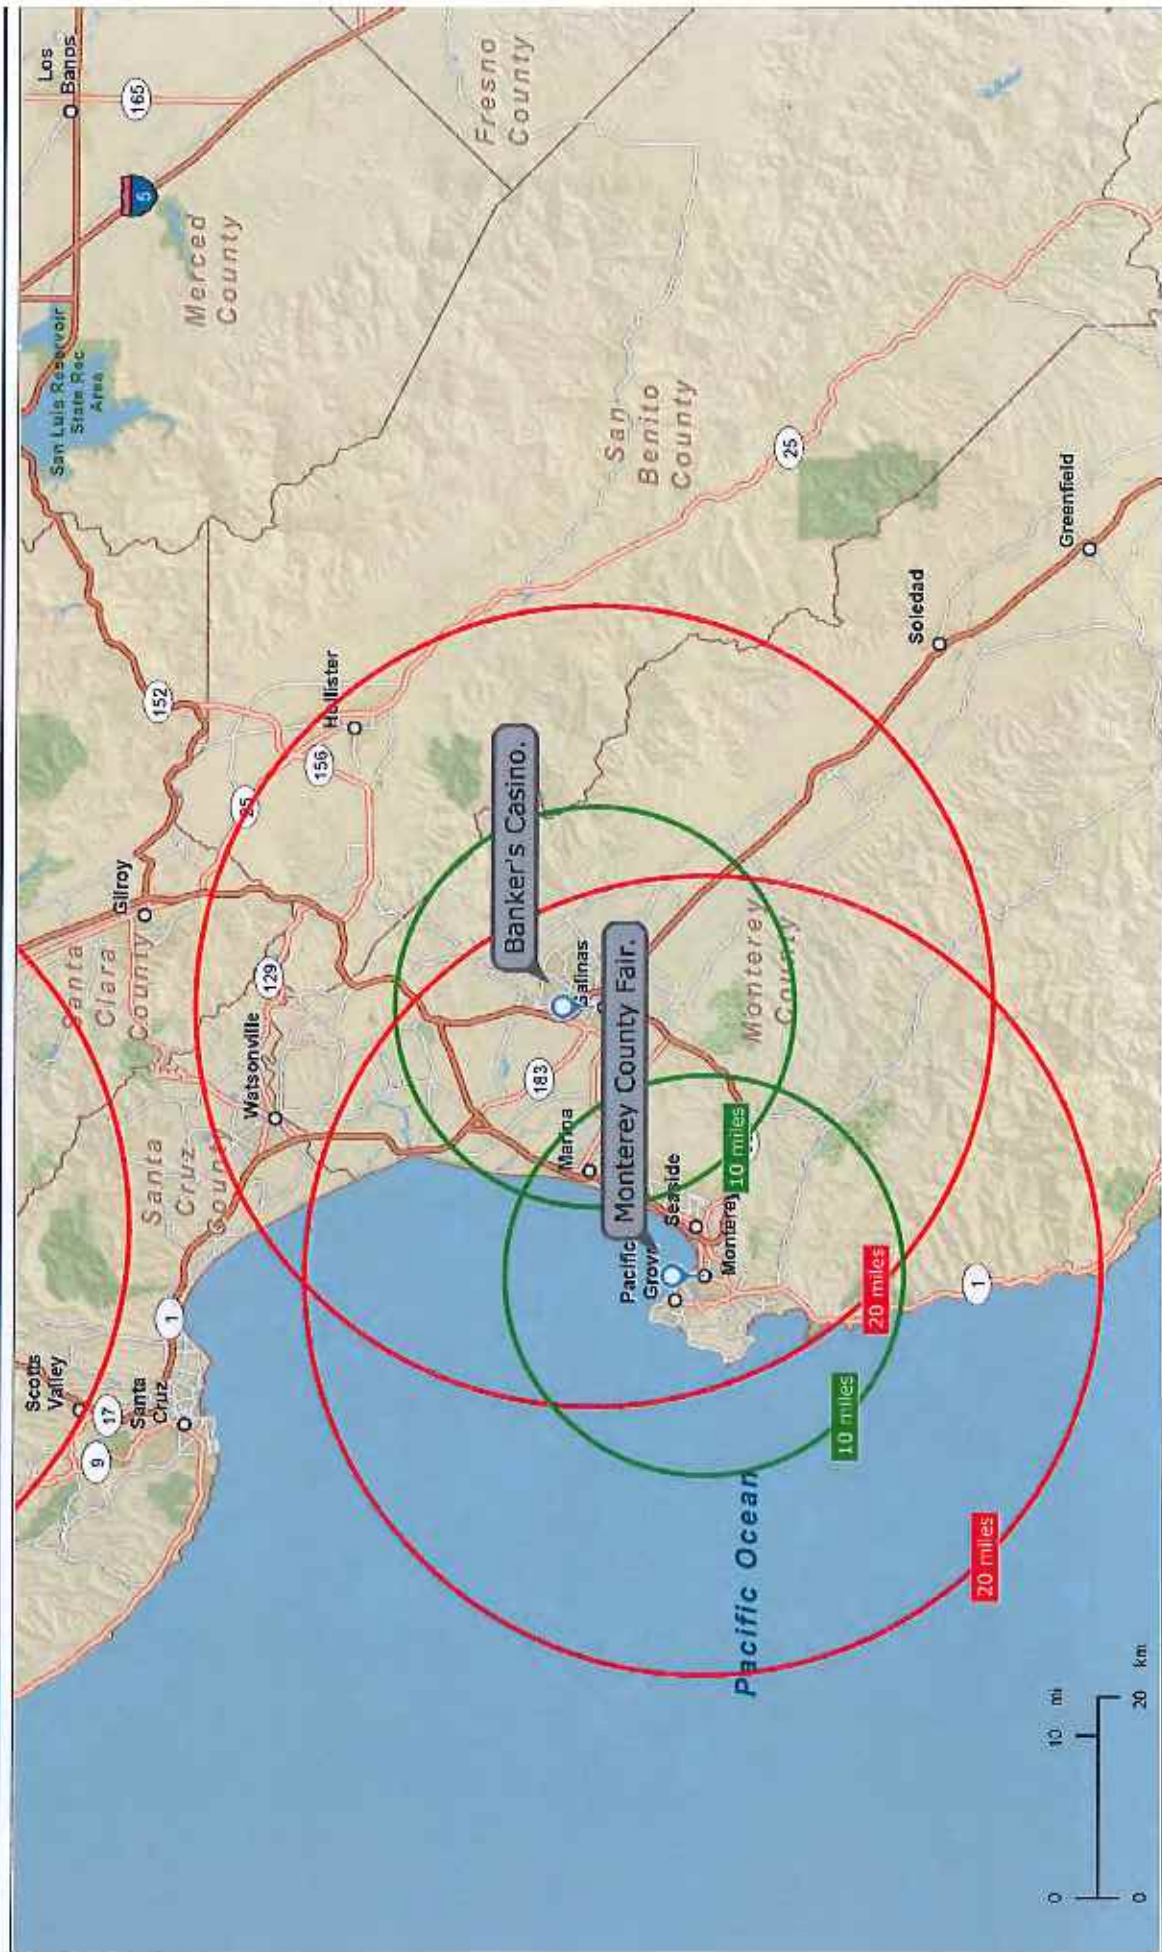 Scotts
Valley
17
9
Santa
Cruz
1
Santa
Cruz
County
Watsonville
129
Santa
Clara
County
Gilroy
152
25
156
Hollister
San Luis Reservoir
State Rec
Area
Los
Banos
165
5
Merced
County
Fresno
County
San
Benito
County
25
Banker's Casino.
Salinas
183
Marina
Monterey County Fair.
Pacific
Grove
Seaside
Monterey
10 miles
Monterey
County
Soledad
Greenfield
20 miles
1
10 miles
20 miles
Pacific Ocean
0 10 mi
0 20 km